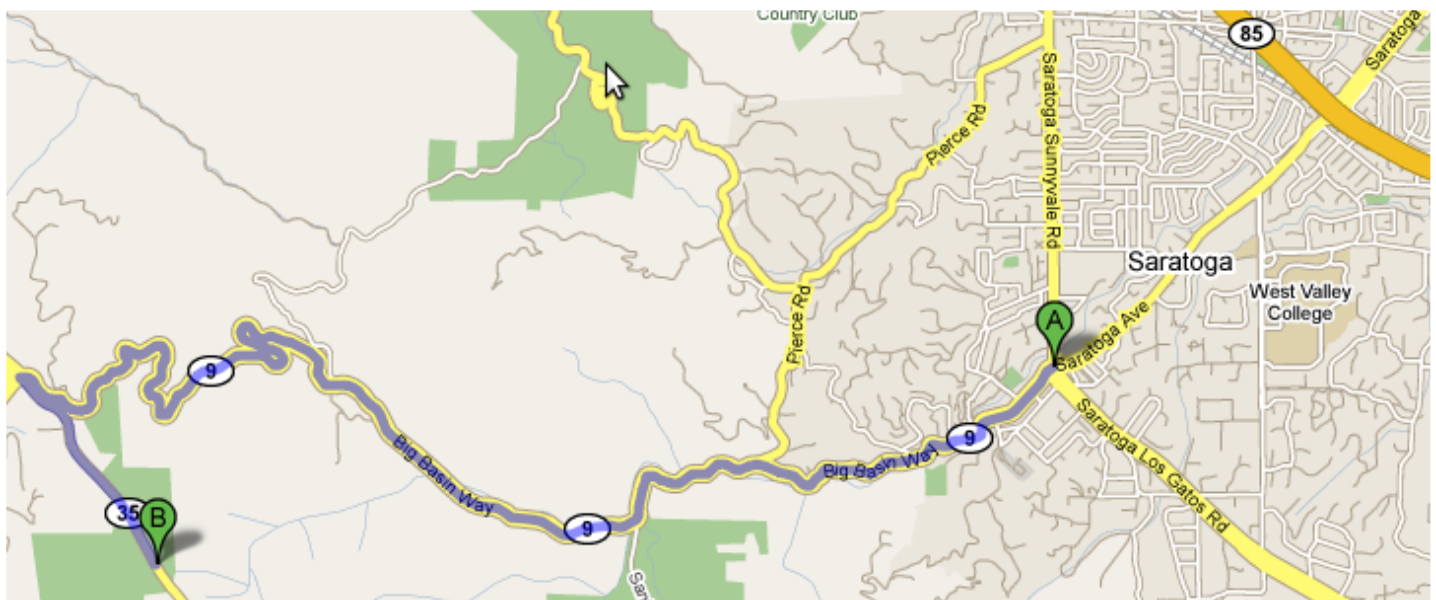 Country Club
85
Saratoga
Saratoga Sunnyvale Rd
Pierce Rd
Saratoga
West Valley
College
Pierce Rd
A
Saratoga Ave
9
Saratoga Los Gatos Rd
Big Basin Way
9
Big Basin Way
35
B
9